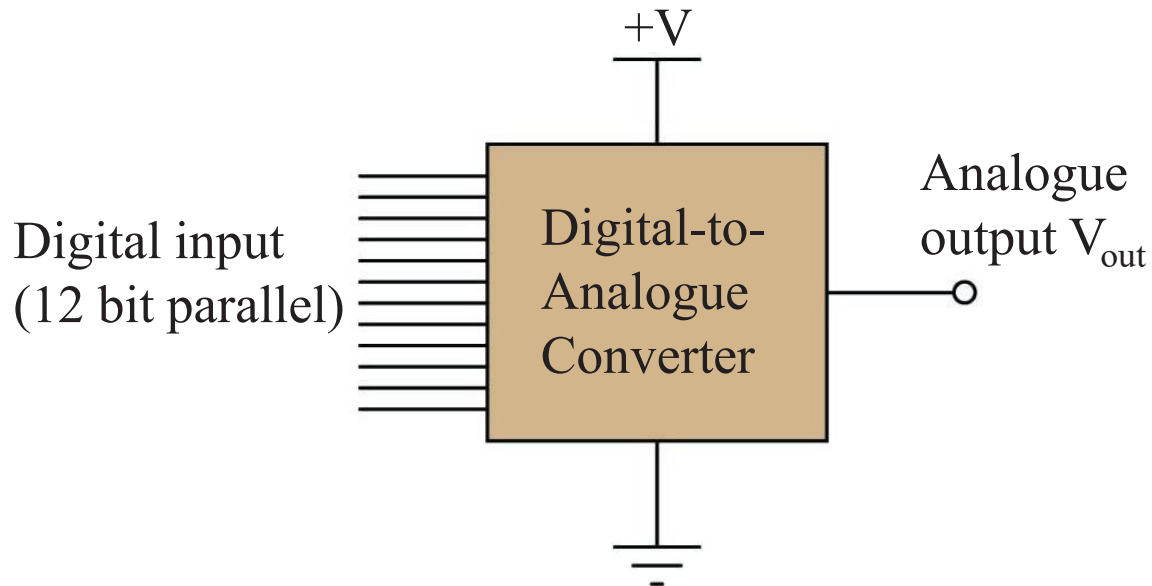 +V
Digital input
(12 bit parallel)
Digital-to-
Analogue
Converter
Analogue
output Vout